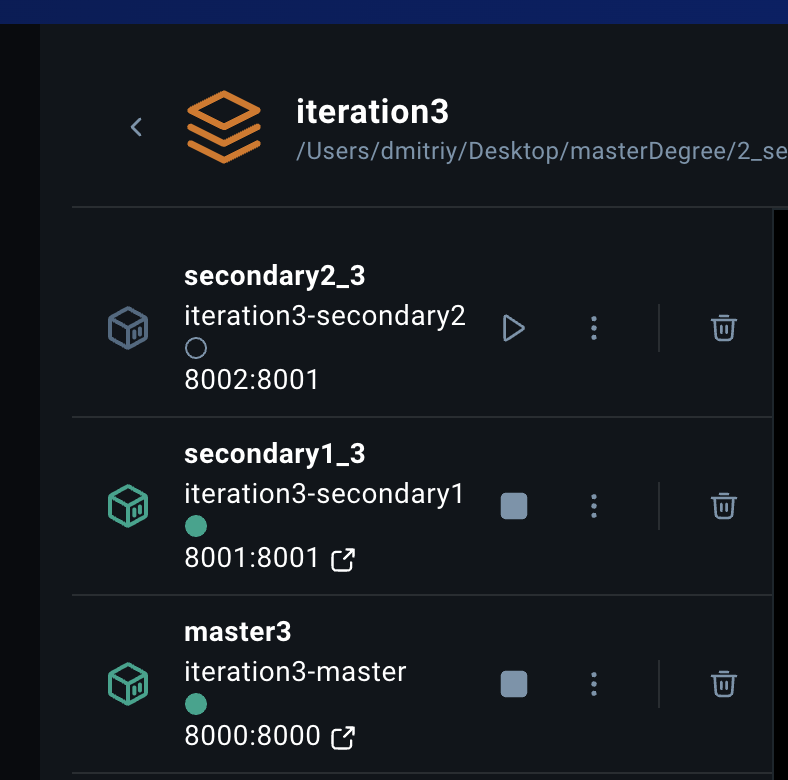 iteration3
/Users/dmitriy/Desktop/masterDegree/2_se
secondary2_3
iteration3-secondary2
8002:8001
secondary1_3
iteration3-secondary1
8001:8001
master3
iteration3-master
8000:8000